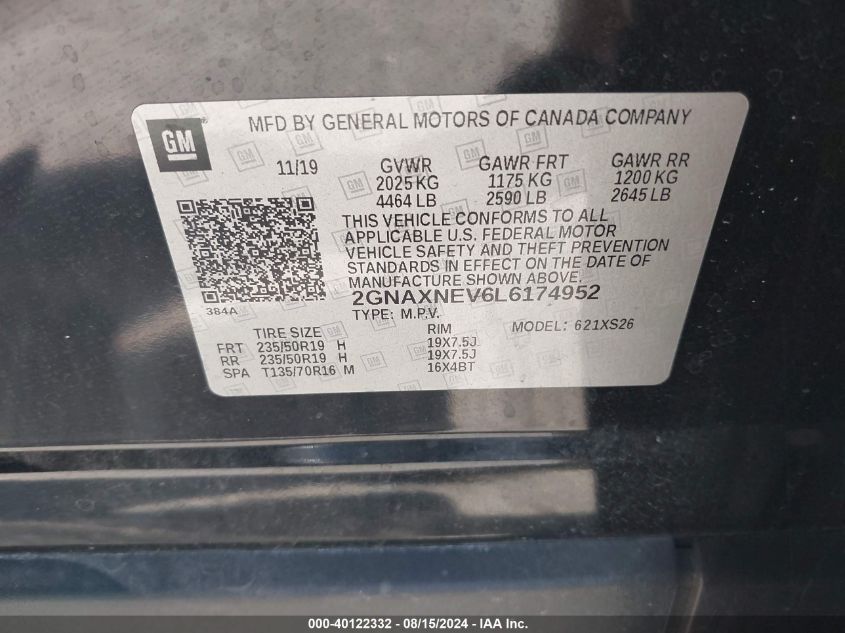 GM
MFD BY GENERAL MOTORS OF CANADA COMPANY
11/19 GVWR GAWR FRT GAWR RR
2025 KG 1175 KG 1200 KG
4464 LB 2590 LB 2645 LB
THIS VEHICLE CONFORMS TO ALL
APPLICABLE U.S. FEDERAL MOTOR
VEHICLE SAFETY AND THEFT PREVENTION
STANDARDS IN EFFECT ON THE DATE OF
MANUFACTURE SHOWN ABOVE.
384A 2GNAXNEV6L6174952
TYPE: M.P.V. MODEL: 621XS26
TIRE SIZE RIM
FRT 235/50R19 H 19X7.5J
RR 235/50R19 H 19X7.5J
SPA T135/70R16 M 16X4BT
000-40122332 - 08/15/2024 - IAA Inc.